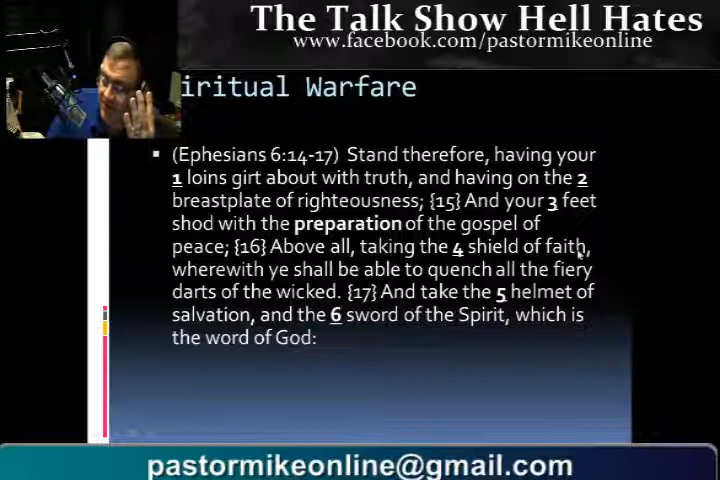 The Talk Show Hell Hates
www.facebook.com/pastormikeonline
iritual Warfare
(Ephesians 6:14-17) Stand therefore, having your
1 loins girt about with truth, and having on the 2
breastplate of righteousness; {15} And your 3 feet
shod with the preparation of the gospel of
peace; {16} Above all, taking the 4 shield of faith,
wherewith ye shall be able to quench all the fiery
darts of the wicked. {17} And take the 5 helmet of
salvation, and the 6 sword of the Spirit, which is
the word of God:
pastormikeonline@gmail.com